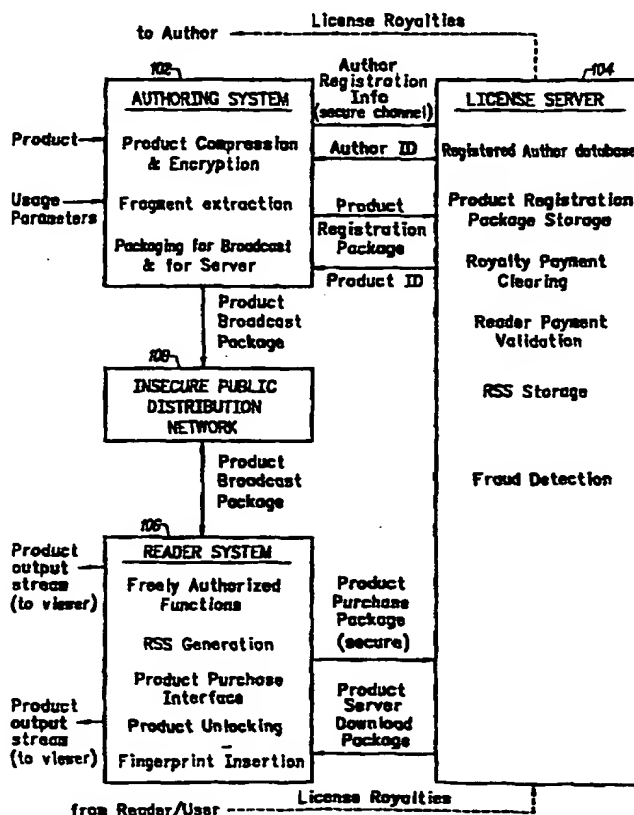 License Royalties
to Author
102
AUTHORING SYSTEM
Product Compression
& Encryption
Fragment extraction
Packaging for Broadcast
& for Server
Product
Usage
Parameters
Author
Registration
Info
(secure channel)
Author ID
Product
Registration
Package
Product ID
104
LICENSE SERVER
Registered Author database
Product Registration
Package Storage
Royalty Payment
Clearing
Reader Payment
Validation
RSS Storage
Fraud Detection
Product
Broadcast
Package
108
INSECURE PUBLIC
DISTRIBUTION
NETWORK
Product
Broadcast
Package
106
READER SYSTEM
Freely Authorized
Functions
RSS Generation
Product Purchase
Interface
Product Unlocking
Fingerprint Insertion
Product
output
stream
(to viewer)
Product
output
stream
(to viewer)
Product
Purchase
Package
(secure)
Product
Server
Download
Package
License Royalties
from Reader/User